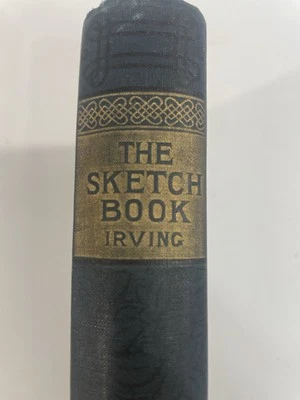 THE
SKETCH
BOOK
IRVING